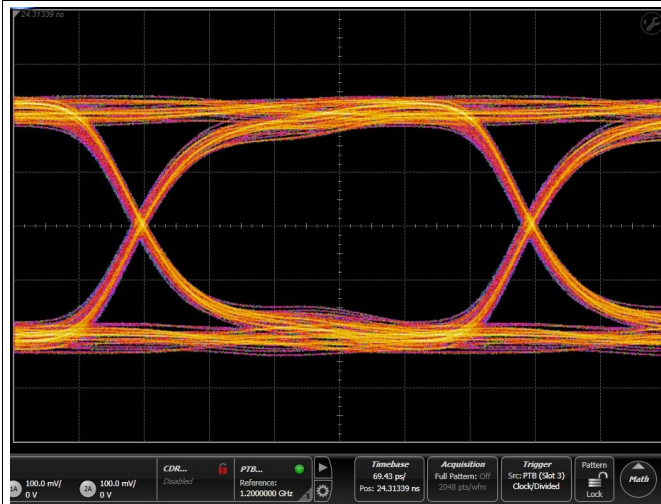 24.31339 ns
1A 100.0 mV/
0 V
2A 100.0 mV/
0 V
CDR...
Disabled
PTB...
Reference:
1.2000000 GHz
1
Timebase
69.43 ps/
Pos: 24.31339 ns
Acquisition
Full Pattern: Off
2048 pts/wfm
Trigger
Src: PTB (Slot 3)
Clock/Divided
Pattern
Lock
Math